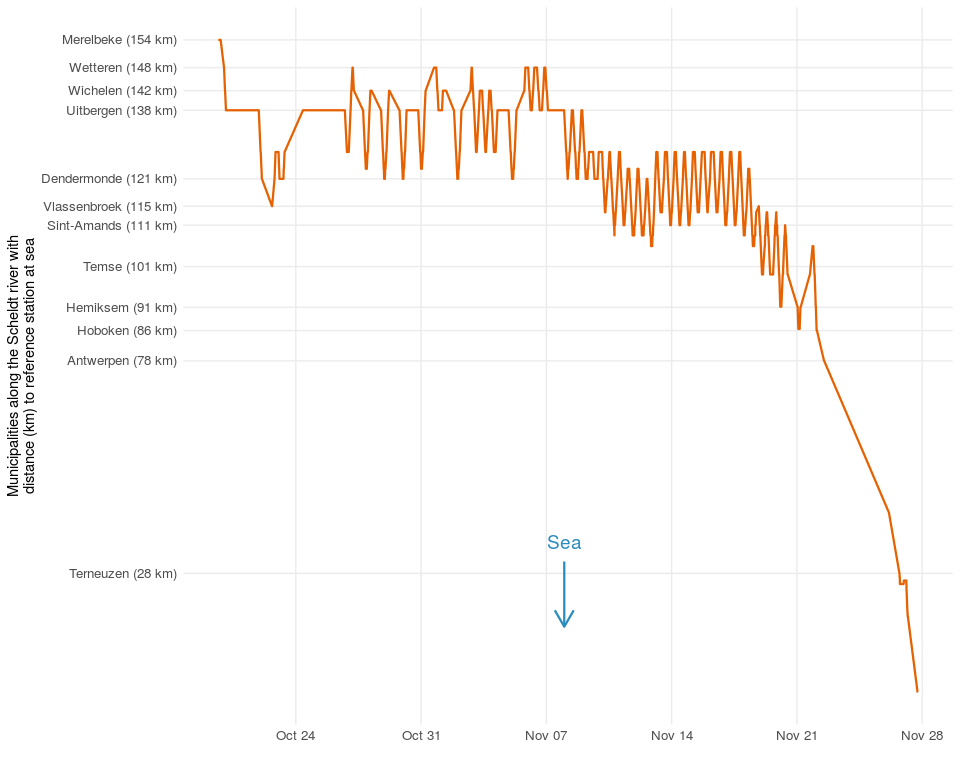 Municipalities along the Scheldt river with
distance (km) to reference station at sea
Merelbeke (154 km)
Wetteren (148 km)
Wichelen (142 km)
Uitbergen (138 km)
Dendermonde (121 km)
Vlassenbroek (115 km)
Sint-Amands (111 km)
Temse (101 km)
Hemiksem (91 km)
Hoboken (86 km)
Antwerpen (78 km)
Terneuzen (28 km)
Sea
Oct 24
Oct 31
Nov 07
Nov 14
Nov 21
Nov 28